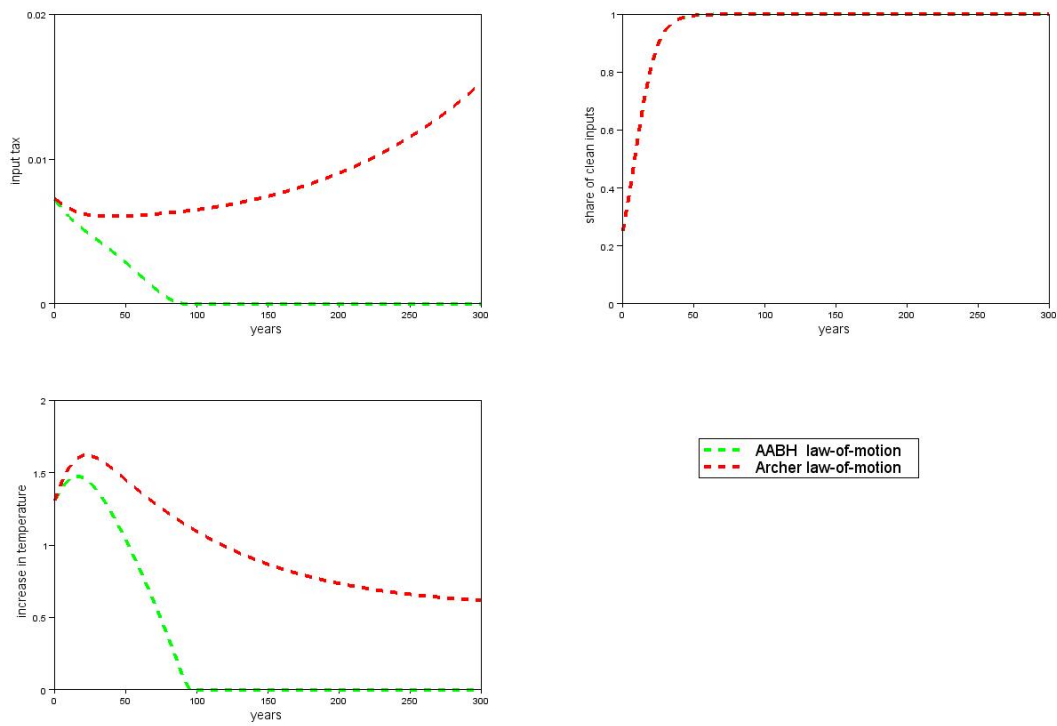 0.02
0.01
0
input tax
0 50 100 150 200 250 300
years
1
0.8
0.6
0.4
0.2
0
share of clean inputs
0 50 100 150 200 250 300
years
2
1.5
1
0.5
0
increase in temperature
0 50 100 150 200 250 300
years
AABH law-of-motion
Archer law-of-motion